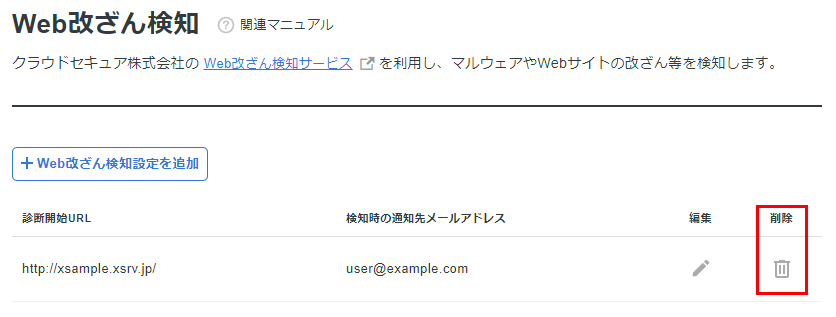 Web改ざん検知 ? 関連マニュアル
クラウドセキュア株式会社の Web改ざん検知サービス を利用し、マルウェアやWebサイトの改ざん等を検知します。
+ Web改ざん検知設定を追加
診断開始URL 検知時の通知先メールアドレス 編集 削除
http://xsample.xsrv.jp/ user@example.com